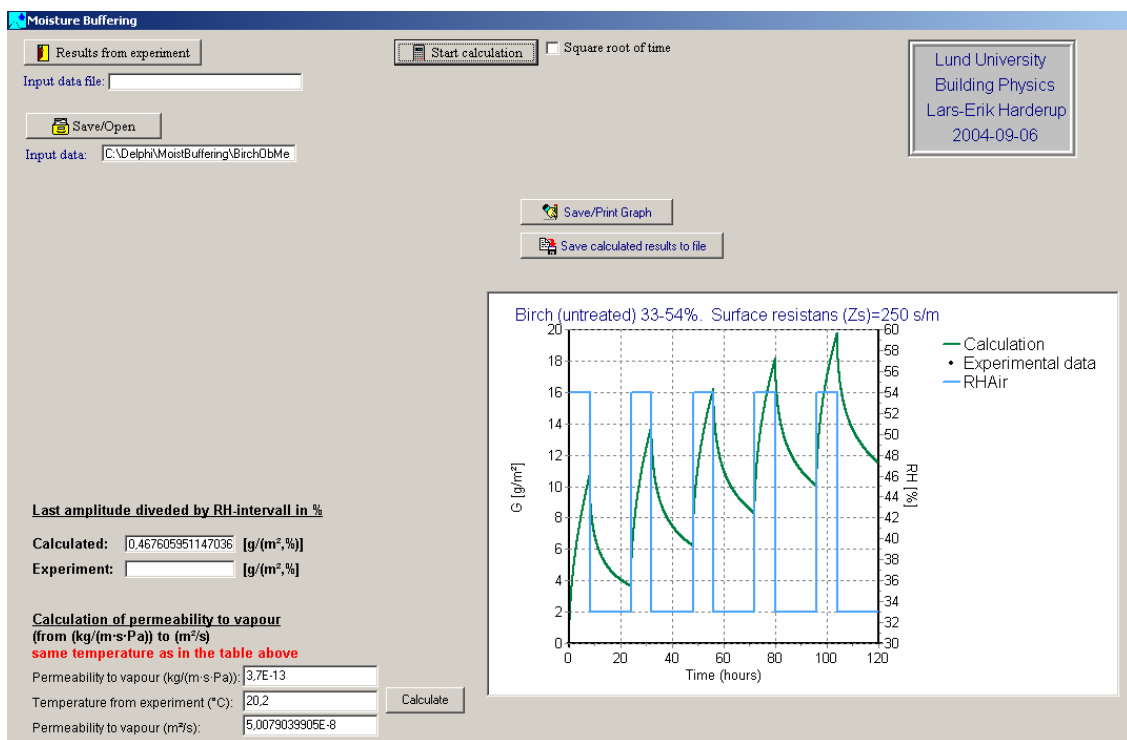 Moisture Buffering
Results from experiment
Start calculation
Square root of time
Input data file:
Lund University
Building Physics
Lars-Erik Harderup
2004-09-06
Save/Open
Input data: C:\Delphi\MoistBuffering\BirchObMe
Save/Print Graph
Save calculated results to file
Birch (untreated) 33-54%. Surface resistans (Zs)=250 s/m
20
18
16
14
12
10
8
6
4
2
0
G [g/m²]
60
58
56
54
52
50
48
46
44
42
40
38
36
34
32
30
RH [%]
0 20 40 60 80 100 120
Time (hours)
Calculation
Experimental data
RHAir
Last amplitude diveded by RH-intervall in %
Calculated: 0,467605951147036 [g/(m²,%)]
Experiment: [g/(m²,%]
Calculation of permeability to vapour
(from (kg/(m·s·Pa)) to (m²/s)
same temperature as in the table above
Permeability to vapour (kg/(m·s·Pa)): 3,7E-13
Temperature from experiment (°C): 20,2
Calculate
Permeability to vapour (m²/s): 5,0079039905E-8